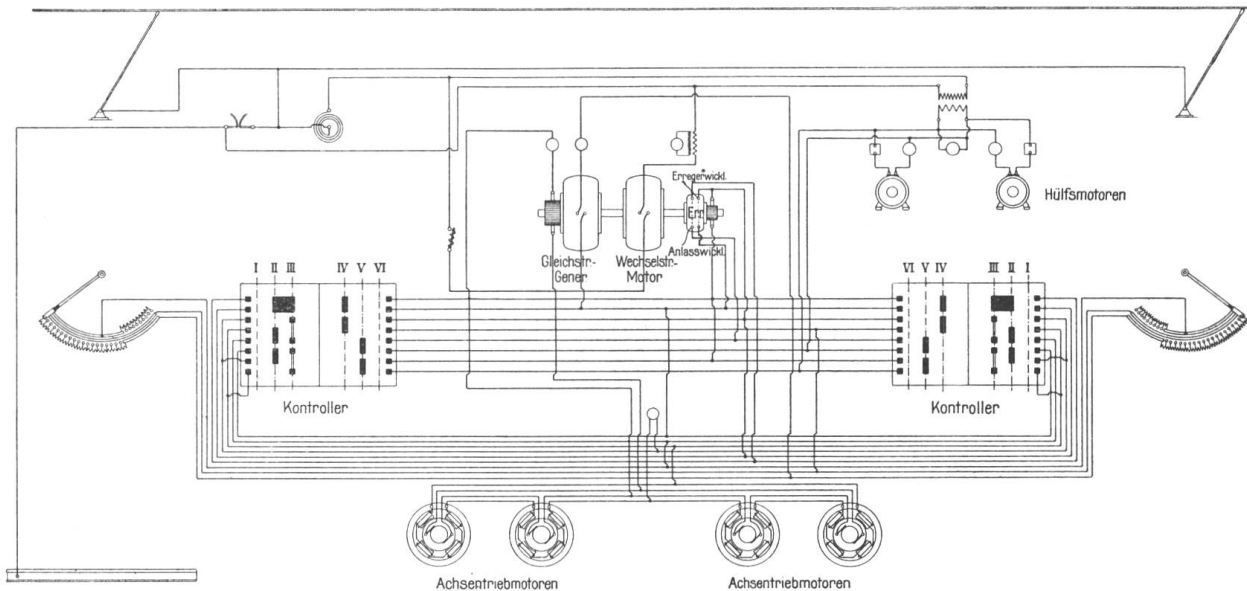 Erregerwickl.
Err.
Hülfsmotoren
Anlasswickl.
Gleichstr.-
Gener
Wechselstr.-
Motor
I II III IV V VI
VI V IV III II I
Kontroller
Kontroller
Achsentriebmotoren
Achsentriebmotoren